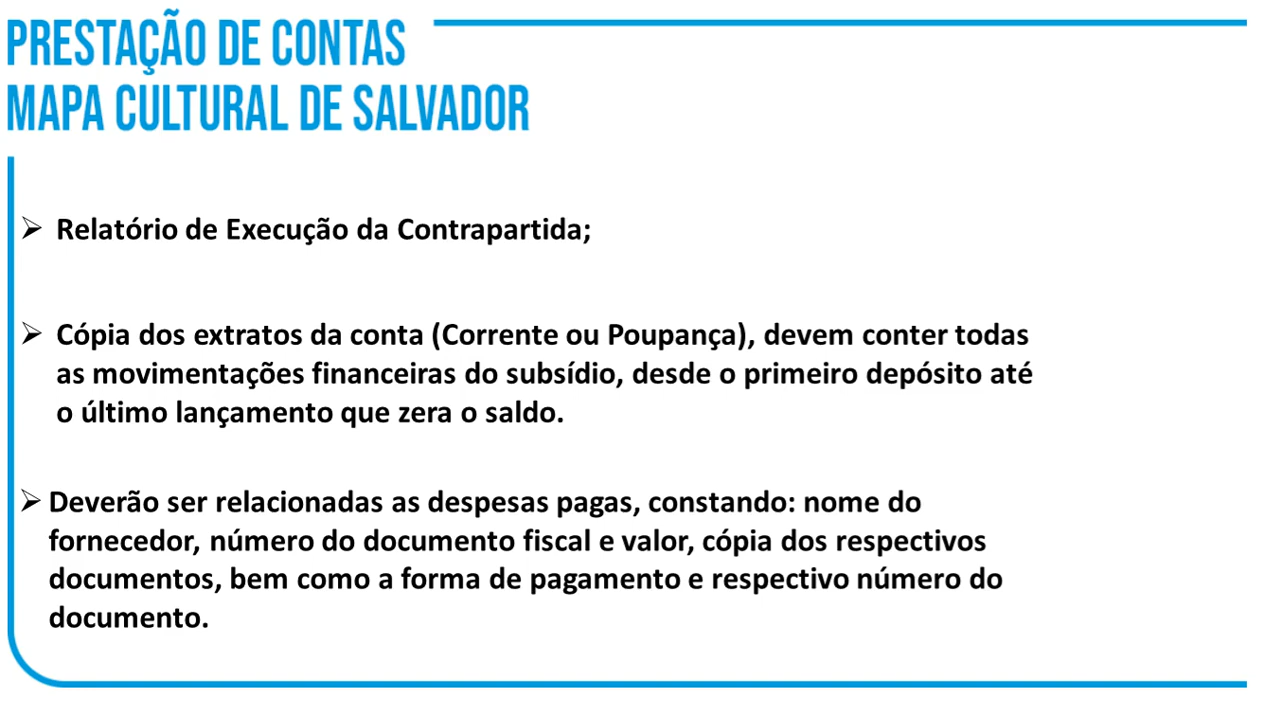 PRESTAÇÃO DE CONTAS
MAPA CULTURAL DE SALVADOR
➢ Relatório de Execução da Contrapartida;
➢ Cópia dos extratos da conta (Corrente ou Poupança), devem conter todas
as movimentações financeiras do subsídio, desde o primeiro depósito até
o último lançamento que zera o saldo.
➢ Deverão ser relacionadas as despesas pagas, constando: nome do
fornecedor, número do documento fiscal e valor, cópia dos respectivos
documentos, bem como a forma de pagamento e respectivo número do
documento.